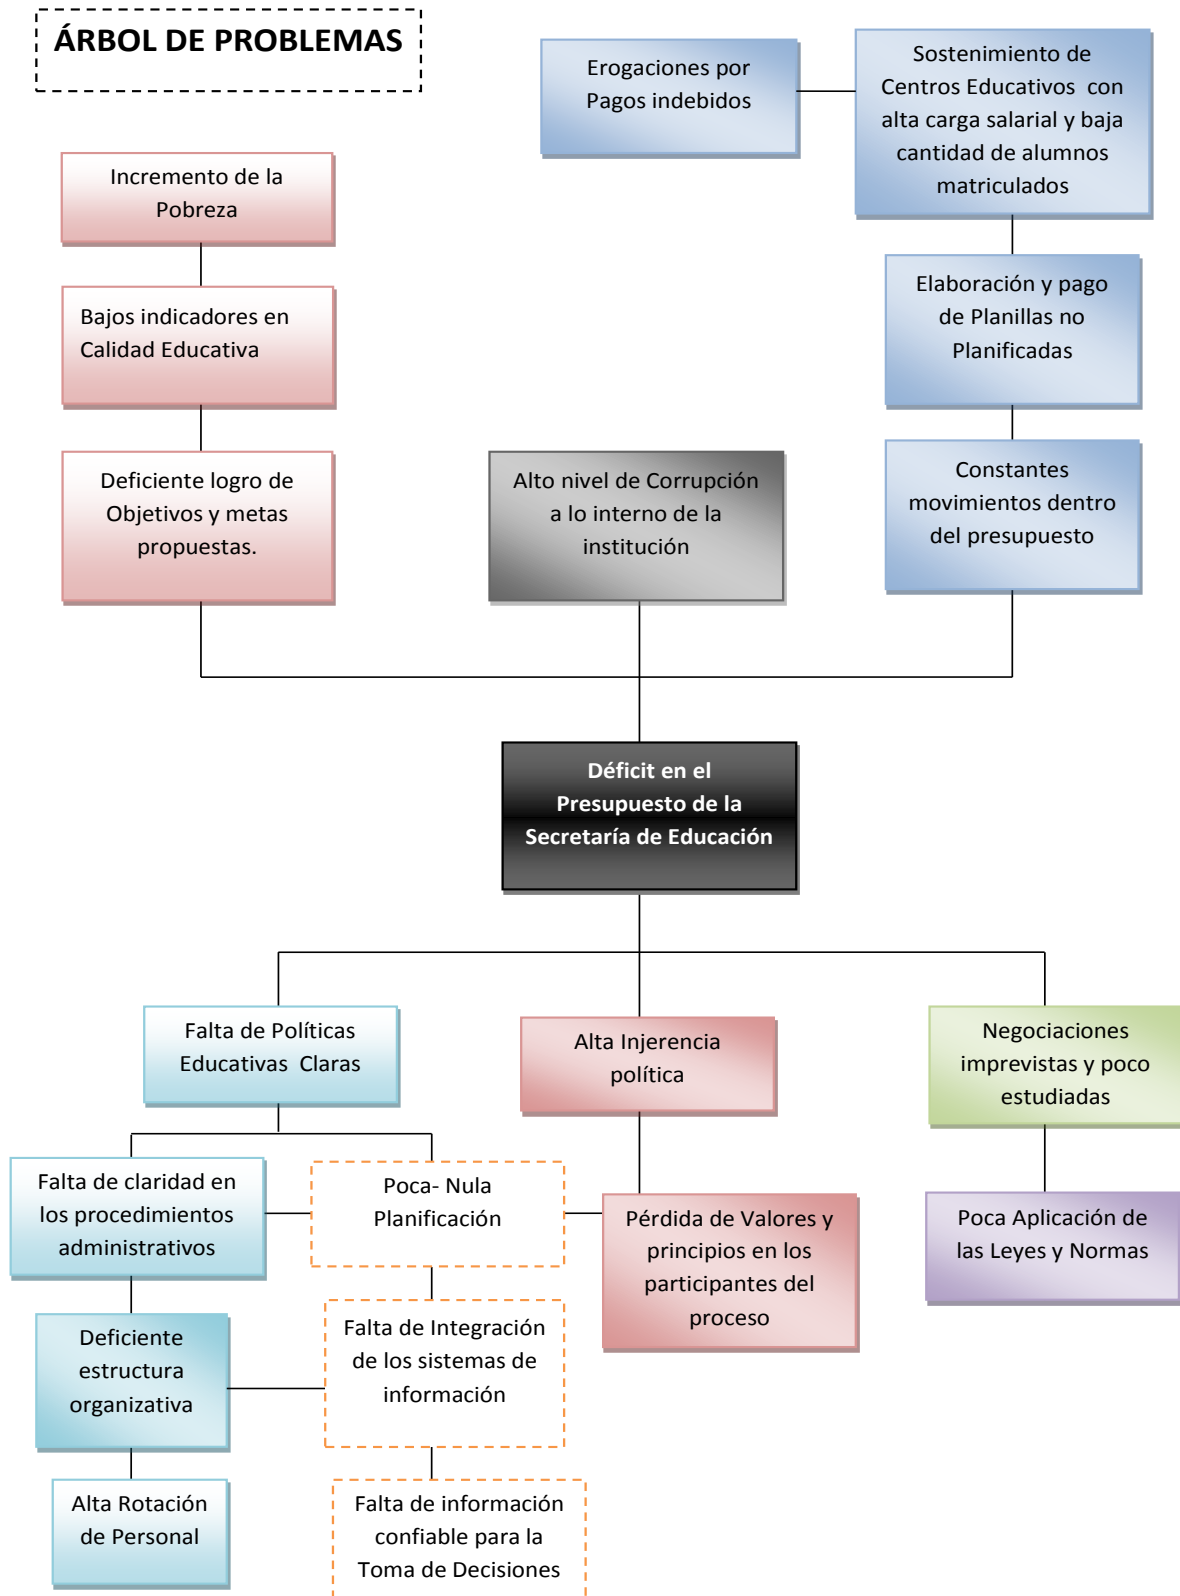 ÁRBOL DE PROBLEMAS
Erogaciones por
Pagos indebidos
Sostenimiento de
Centros Educativos con
alta carga salarial y baja
cantidad de alumnos
matriculados
Incremento de la
Pobreza
Bajos indicadores en
Calidad Educativa
Elaboración y pago
de Planillas no
Planificadas
Deficiente logro de
Objetivos y metas
propuestas.
Alto nivel de Corrupción
a lo interno de la
institución
Constantes
movimientos dentro
del presupuesto
Déficit en el
Presupuesto de la
Secretaría de Educación
Falta de Políticas
Educativas Claras
Alta Injerencia
política
Negociaciones
imprevistas y poco
estudiadas
Falta de claridad en
los procedimientos
administrativos
Poca- Nula
Planificación
Pérdida de Valores y
principios en los
participantes del
proceso
Poca Aplicación de
las Leyes y Normas
Deficiente
estructura
organizativa
Falta de Integración
de los sistemas de
información
Alta Rotación
de Personal
Falta de información
confiable para la
Toma de Decisiones